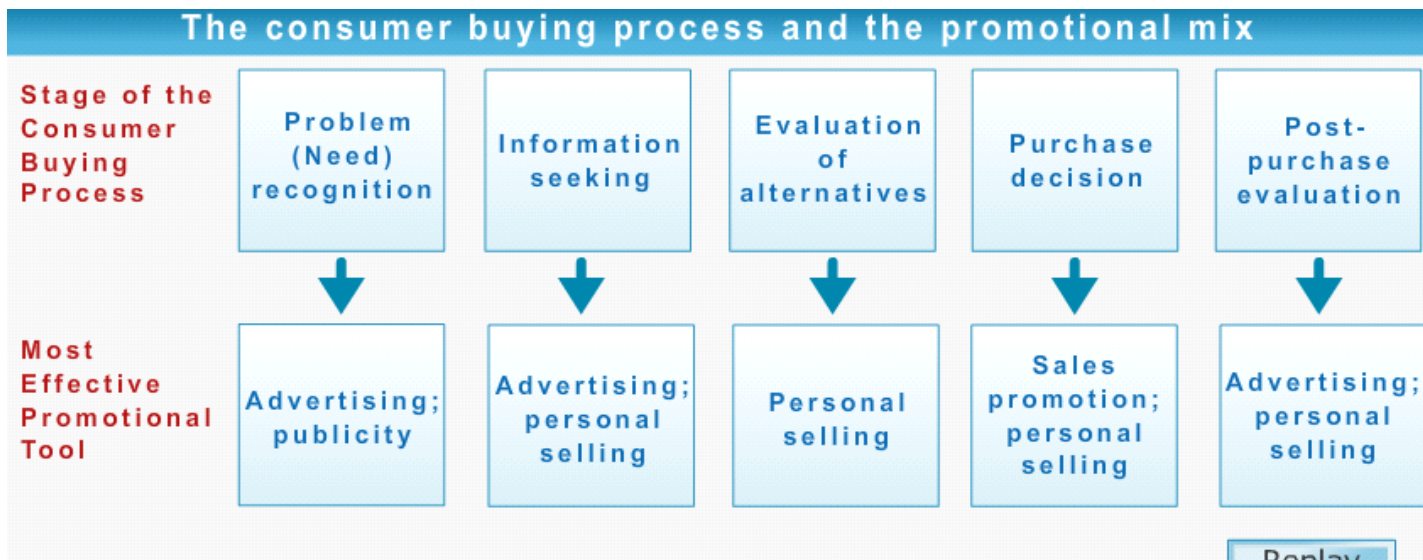 The consumer buying process and the promotional mix
Stage of the
Consumer
Buying
Process
Problem
(Need)
recognition
Information
seeking
Evaluation
of
alternatives
Purchase
decision
Post-
purchase
evaluation
Most
Effective
Promotional
Tool
Advertising;
publicity
Advertising;
personal
selling
Personal
selling
Sales
promotion;
personal
selling
Advertising;
personal
selling
Replay